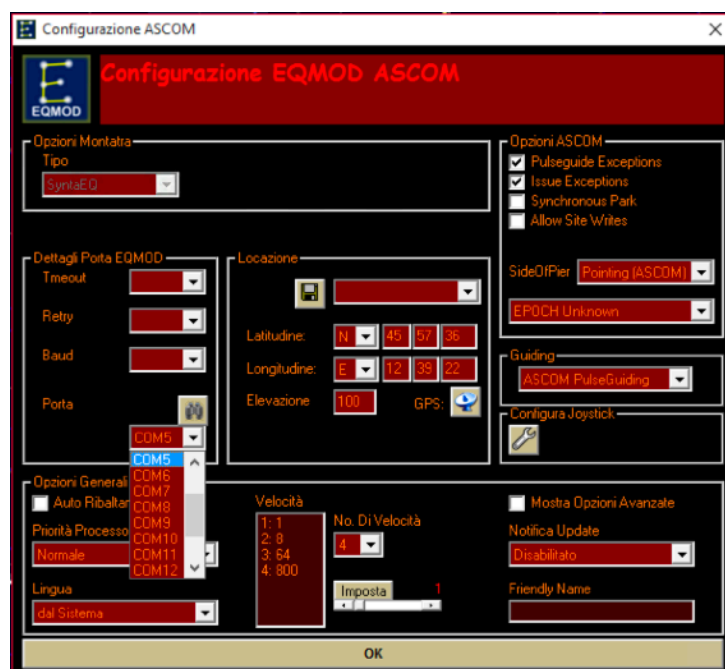 Configurazione ASCOM
EQMOD
Configurazione EQMOD ASCOM
Opzioni Montatra
Tipo
SyntaEQ
Opzioni ASCOM
Pulseguide Exceptions
Issue Exceptions
Synchronous Park
Allow Site Writes
SideOfPier Pointing (ASCOM)
EPOCH Unknown
Dettagli Porta EQMOD
Tmeout
Retry
Baud
Porta
COM5
COM5
COM6
COM7
COM8
COM9
COM10
COM11
COM12
Locazione
Latitudine: N 45 57 36
Longitudine: E 12 39 22
Elevazione 100 GPS:
Guiding
ASCOM PulseGuiding
Configura Joystick
Opzioni Generali
Auto Ribaltam
Priorità Processo
Normale
Lingua
dal Sistema
Velocità
1: 1
2: 8
3: 64
4: 800
No. Di Velocità
4
Imposta 1
Mostra Opzioni Avanzate
Notifica Update
Disabilitato
Friendly Name
OK